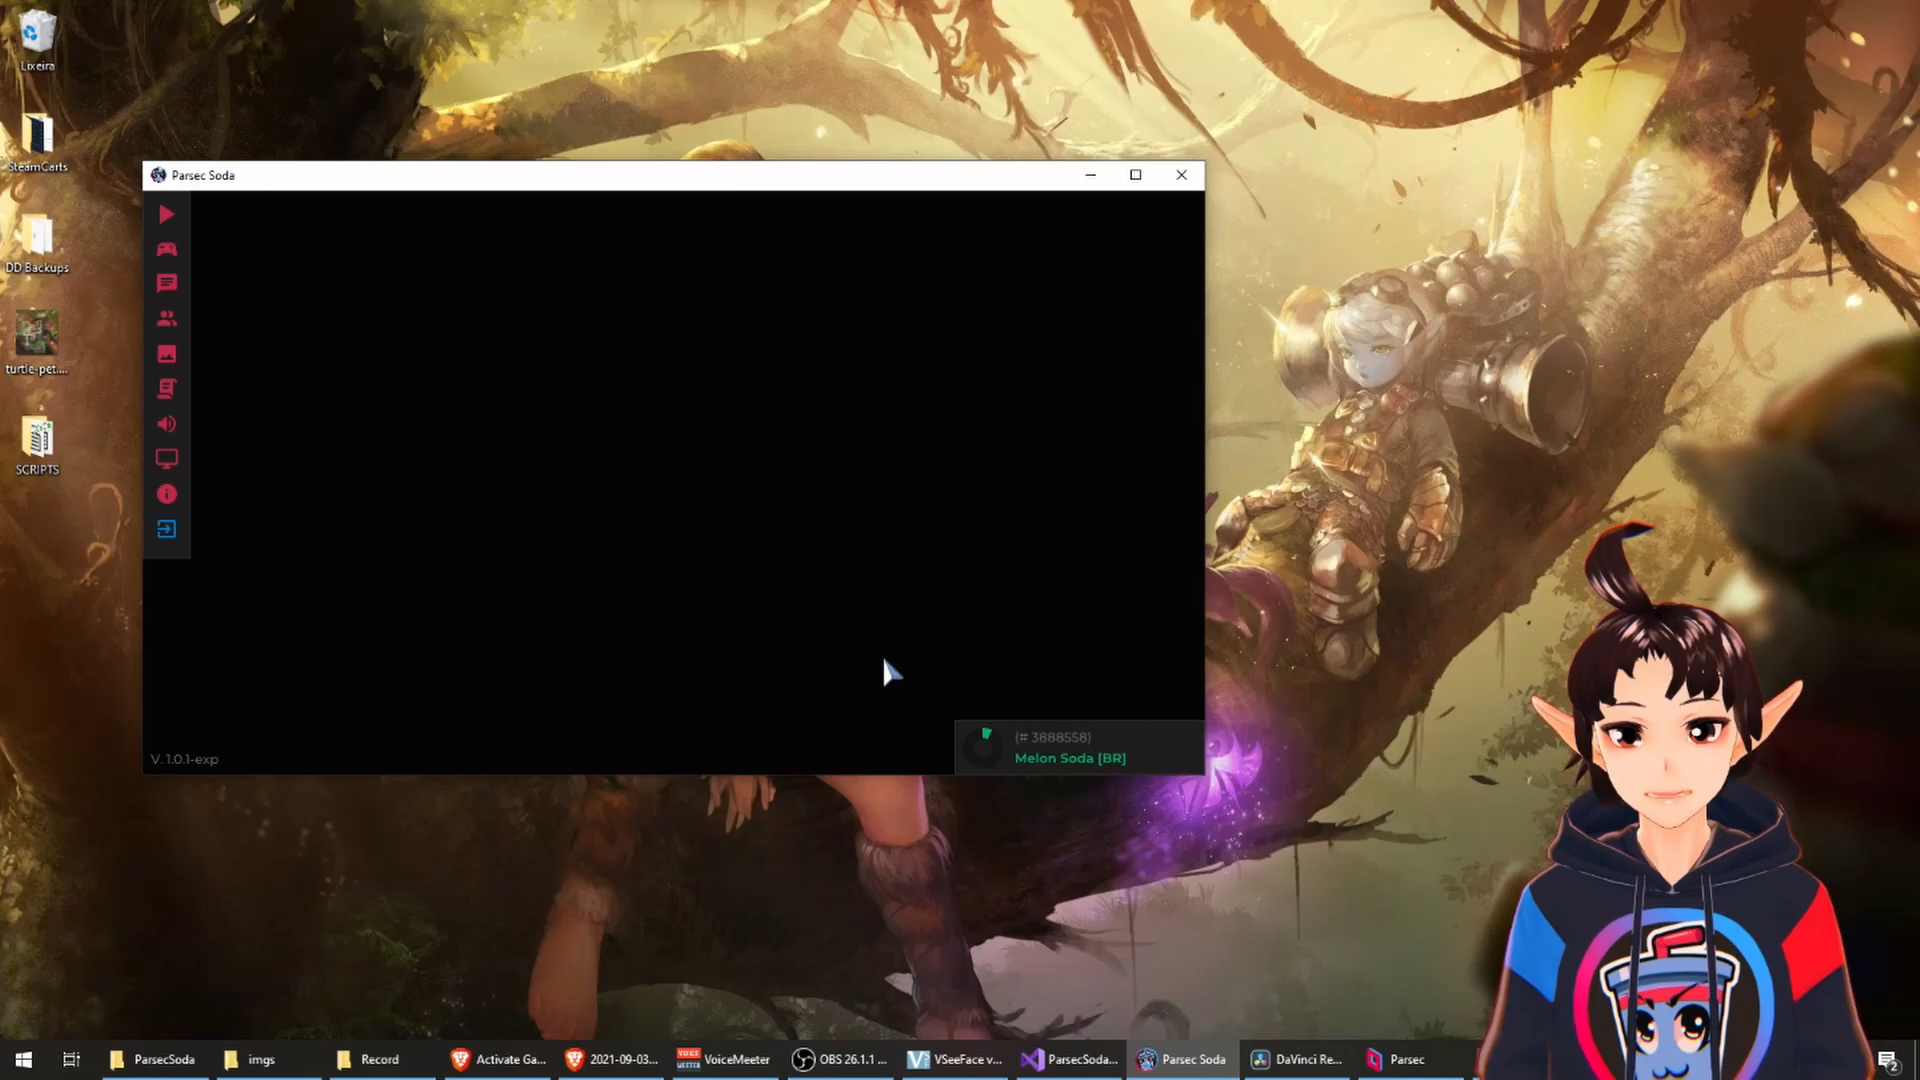 Lixeira
SteamCarts
DD Backups
turtle-pet....
SCRIPTS
Parsec Soda
(# 3888558)
Melon Soda [BR]
V. 1.0.1-exp
ParsecSoda
imgs
Record
Activate Ga...
2021-09-03...
VoiceMeeter
OBS 26.1.1 ...
VSeeFace v...
ParsecSoda...
Parsec Soda
DaVinci Re...
Parsec
2